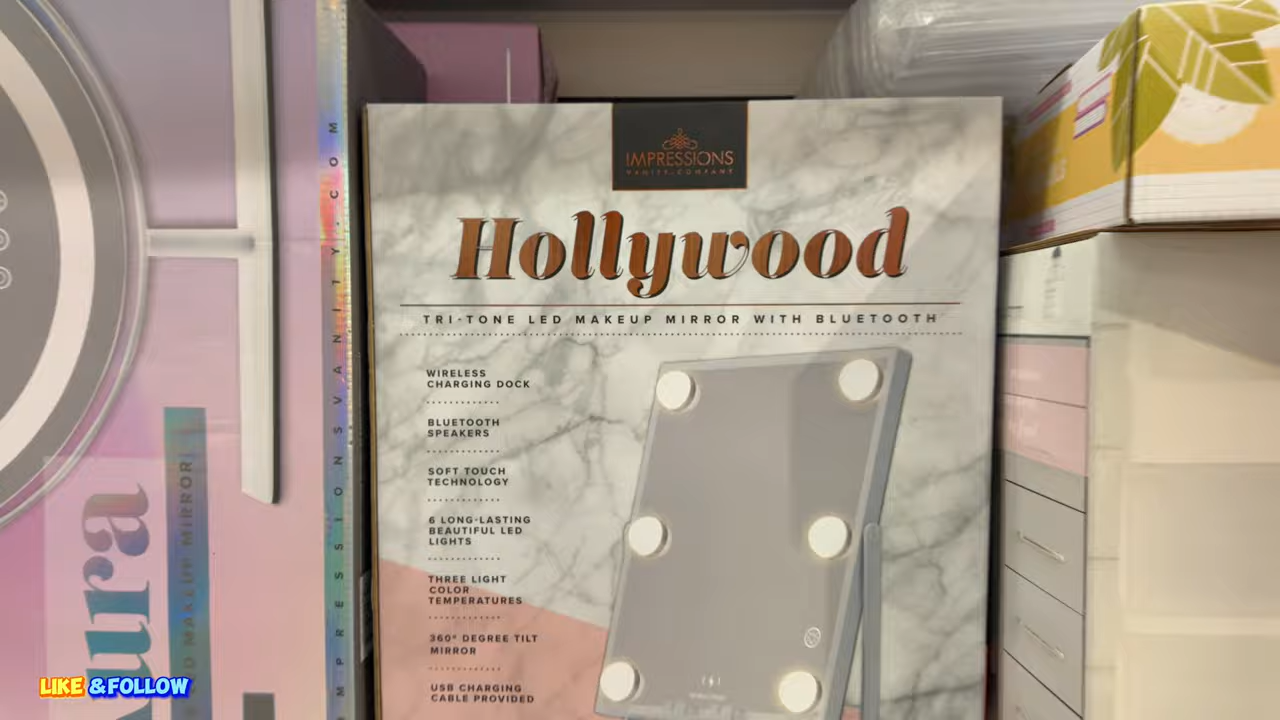 IMPRESSIONS
VANITY·COMPANY
Hollywood
TRI-TONE LED MAKEUP MIRROR WITH BLUETOOTH
WIRELESS
CHARGING DOCK
BLUETOOTH
SPEAKERS
SOFT TOUCH
TECHNOLOGY
6 LONG-LASTING
BEAUTIFUL LED
LIGHTS
THREE LIGHT
COLOR
TEMPERATURES
360° DEGREE TILT
MIRROR
USB CHARGING
CABLE PROVIDED
IMPRESSIONSVANITY.COM
Aura
LED MAKEUP MIRROR
LIKE &FOLLOW